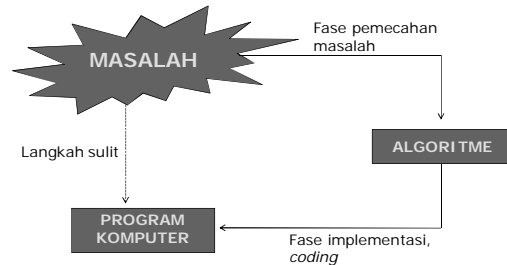 Fase pemecahan
masalah
MASALAH
Langkah sulit
ALGORITME
PROGRAM
KOMPUTER
Fase implementasi,
coding